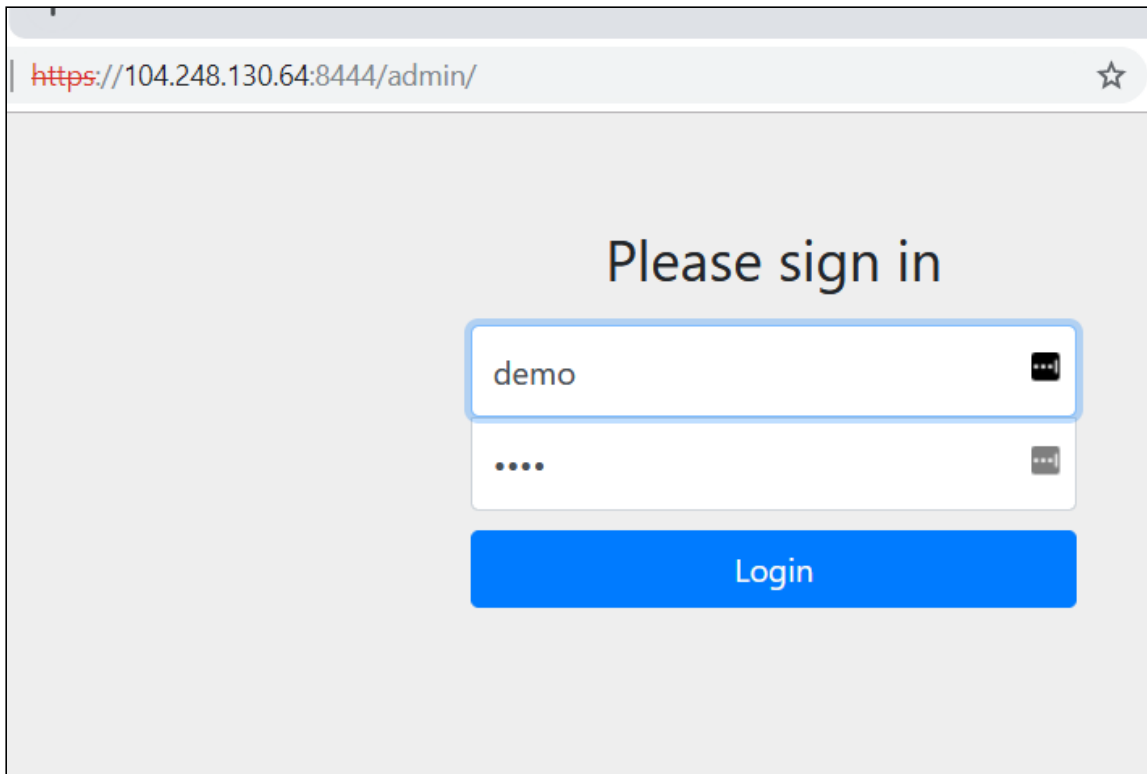 https://104.248.130.64:8444/admin/
Please sign in
demo
••••
Login